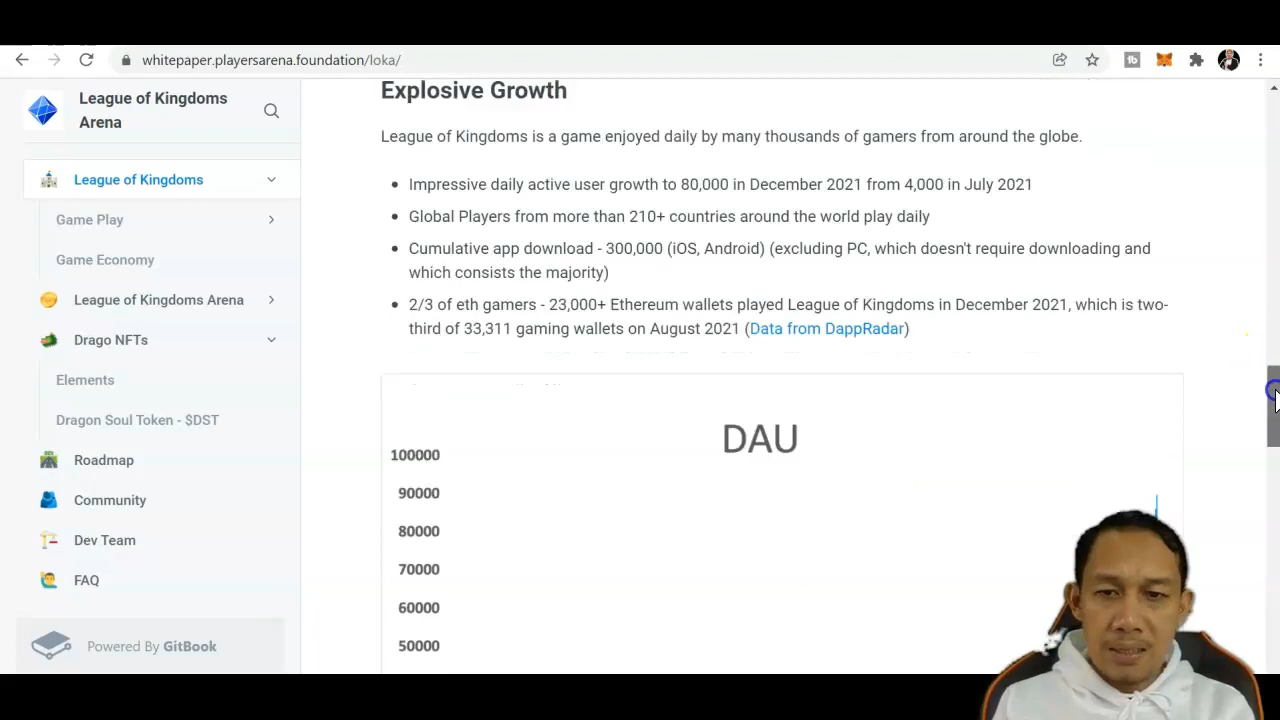 whitepaper.playersarena.foundation/loka/
League of Kingdoms
Arena
League of Kingdoms
Game Play
Game Economy
League of Kingdoms Arena
Drago NFTs
Elements
Dragon Soul Token - $DST
Roadmap
Community
Dev Team
FAQ
Powered By GitBook
Explosive Growth
League of Kingdoms is a game enjoyed daily by many thousands of gamers from around the globe.
Impressive daily active user growth to 80,000 in December 2021 from 4,000 in July 2021
Global Players from more than 210+ countries around the world play daily
Cumulative app download - 300,000 (iOS, Android) (excluding PC, which doesn't require downloading and
which consists the majority)
2/3 of eth gamers - 23,000+ Ethereum wallets played League of Kingdoms in December 2021, which is two-
third of 33,311 gaming wallets on August 2021 (Data from DappRadar)
DAU
100000
90000
80000
70000
60000
50000